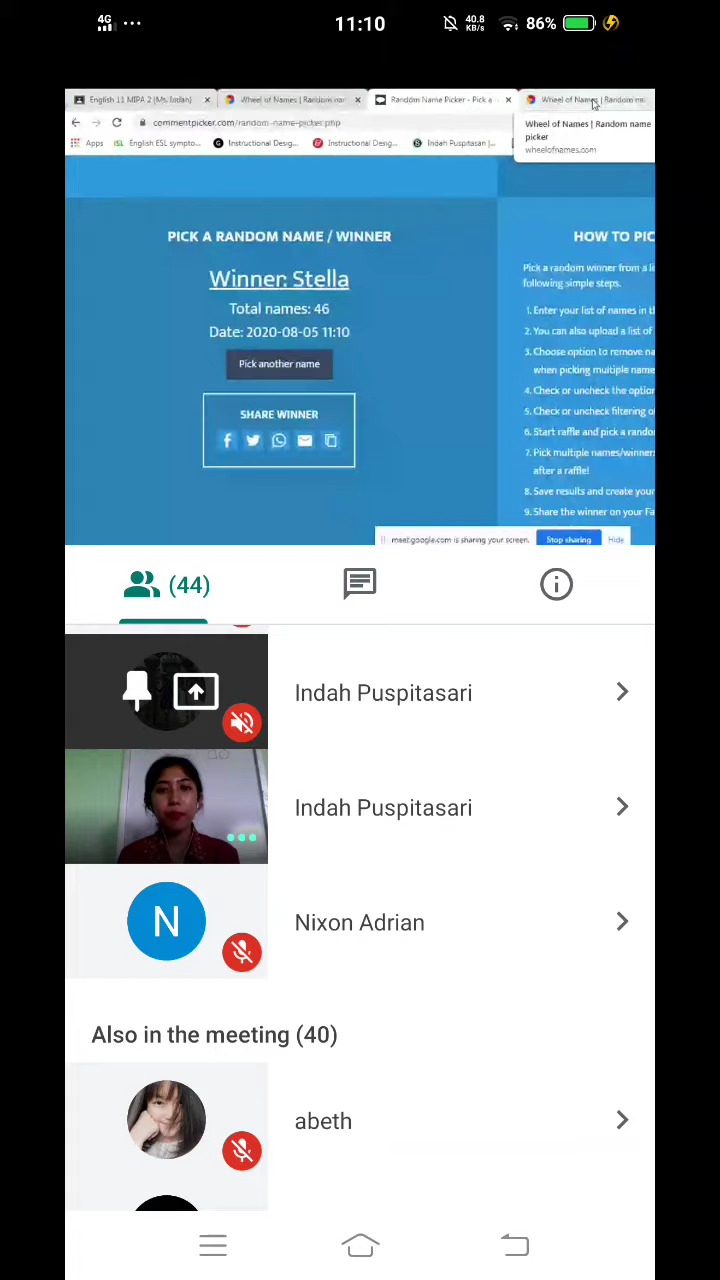 4G
11:10
40.8
KB/s
86%
English 11 MIPA 2 (Ms. Indah)
Wheel of Names | Random nar
Random Name Picker - Pick a
Wheel of Names | Random na
commentpicker.com/random-name-picker.php
Wheel of Names | Random name
picker
wheelofnames.com
Apps
ISL English ESL sympto...
Instructional Desig...
Instructional Desig...
Indah Puspitasari |...
PICK A RANDOM NAME / WINNER
Winner: Stella
Total names: 46
Date: 2020-08-05 11:10
Pick another name
SHARE WINNER
HOW TO PIC
Pick a random winner from a li
following simple steps.
1. Enter your list of names in t
2. You can also upload a list of
3. Choose option to remove na
when picking multiple name
4. Check or uncheck the option
5. Check or uncheck filtering o
6. Start raffle and pick a rando
7. Pick multiple names/winner
after a raffle!
8. Save results and create your
9. Share the winner on your Fa
meet.google.com is sharing your screen.
Stop sharing
Hide
(44)
Indah Puspitasari
Indah Puspitasari
N
Nixon Adrian
Also in the meeting (40)
abeth